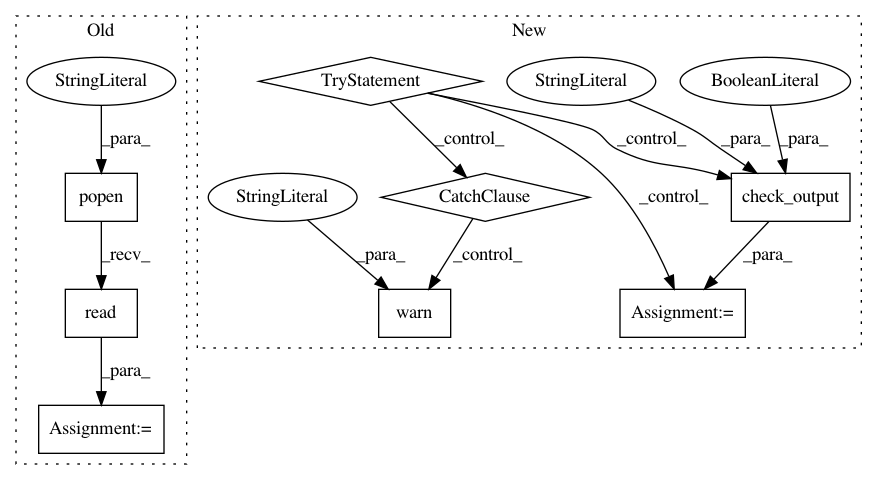 Old
New
StringLiteral
TryStatement
StringLiteral
BooleanLiteral
_para_
_control_
_control_
_para_
_para_
popen
StringLiteral
CatchClause
_control_
check_output
_recv_
_para_
_control_
_para_
read
warn
Assignment:=
_para_
Assignment:=